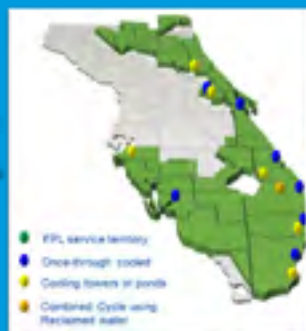 FPL service territory
Once-through cooled
Cooling towers or ponds
Combined Cycle using
Reclaimed water